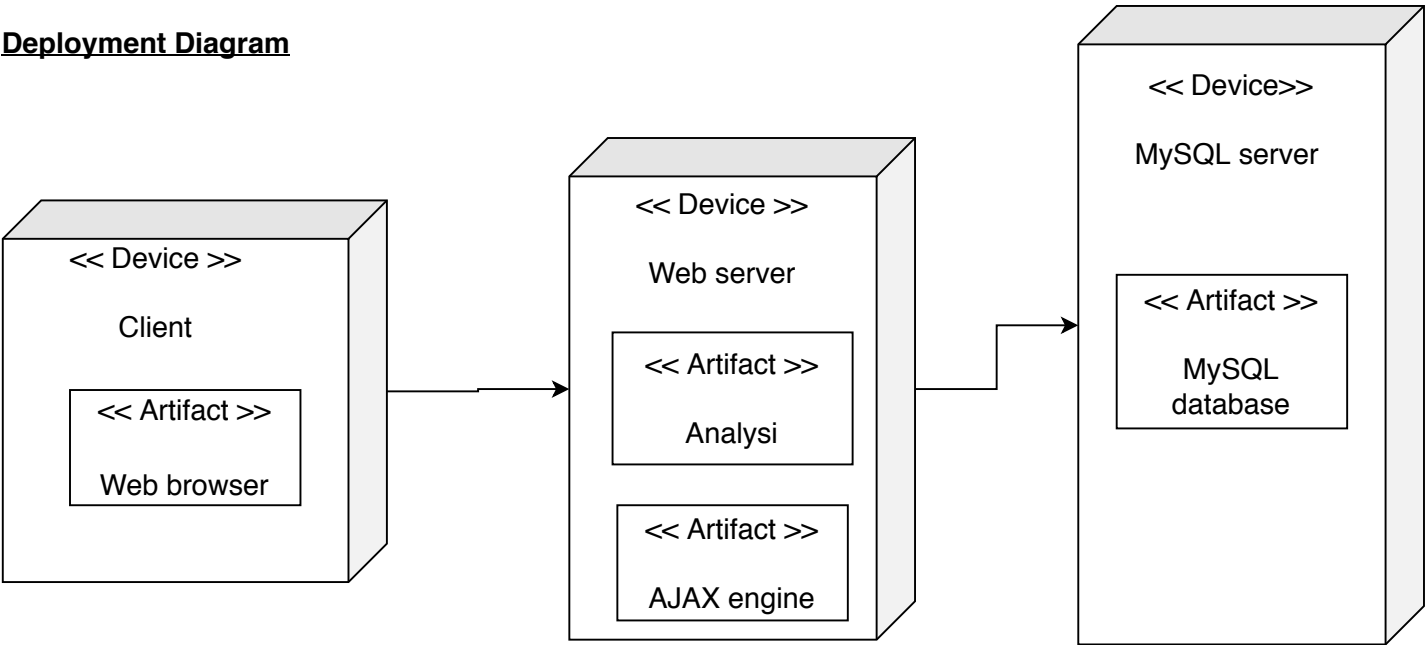 Deployment Diagram
<< Device >>
Client
<< Artifact >>
Web browser
<< Device >>
Web server
<< Artifact >>
Analysi
<< Artifact >>
AJAX engine
<< Device>>
MySQL server
<< Artifact >>
MySQL
database